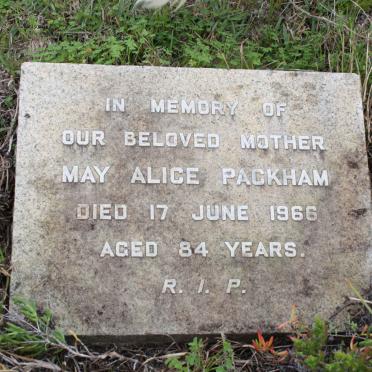 IN MEMORY OF
OUR BELOVED MOTHER
MAY ALICE PACKHAM
DIED 17 JUNE 1966
AGED 84 YEARS.
R. I. P.